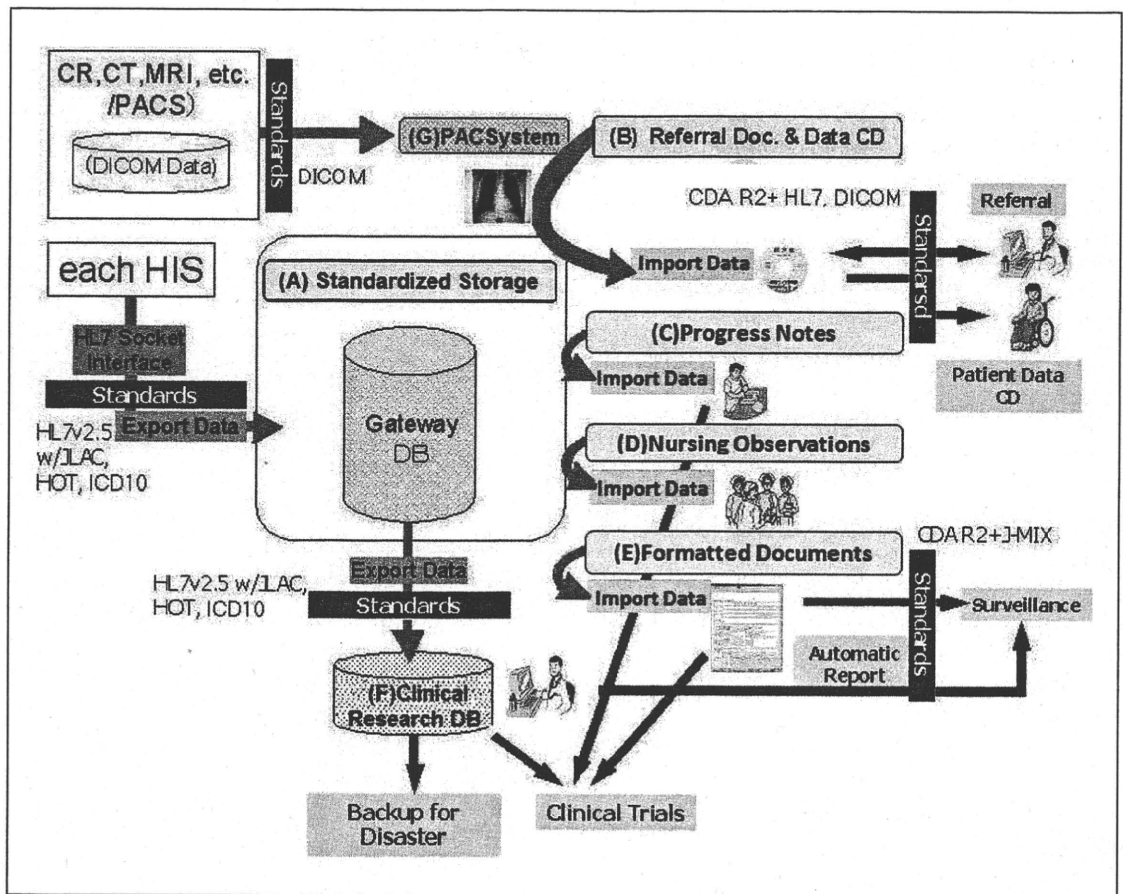 CR,CT,MRI, etc.
/PACS)
(DICOM Data)
Standards
DICOM
(G)PACSystem
(B) Referral Doc. & Data CD
CDA R2+ HL7, DICOM
Referral
Import Data
Standarsd
Patient Data
CD
each HIS
HL7 Socket
Interface
Standards
Export Data
HL7v2.5
w/JLAC,
HOT, ICD10
(A) Standardized Storage
Gateway
DB
(C)Progress Notes
Import Data
(D)Nursing Observations
Import Data
(E)Formatted Documents
Import Data
CDA R2+J-MIX
Standards
Surveillance
Automatic
Report
Export Data
HL7v2.5 w/JLAC,
HOT, ICD10
Standards
(F)Clinical
Research DB
Backup for
Disaster
Clinical Trials